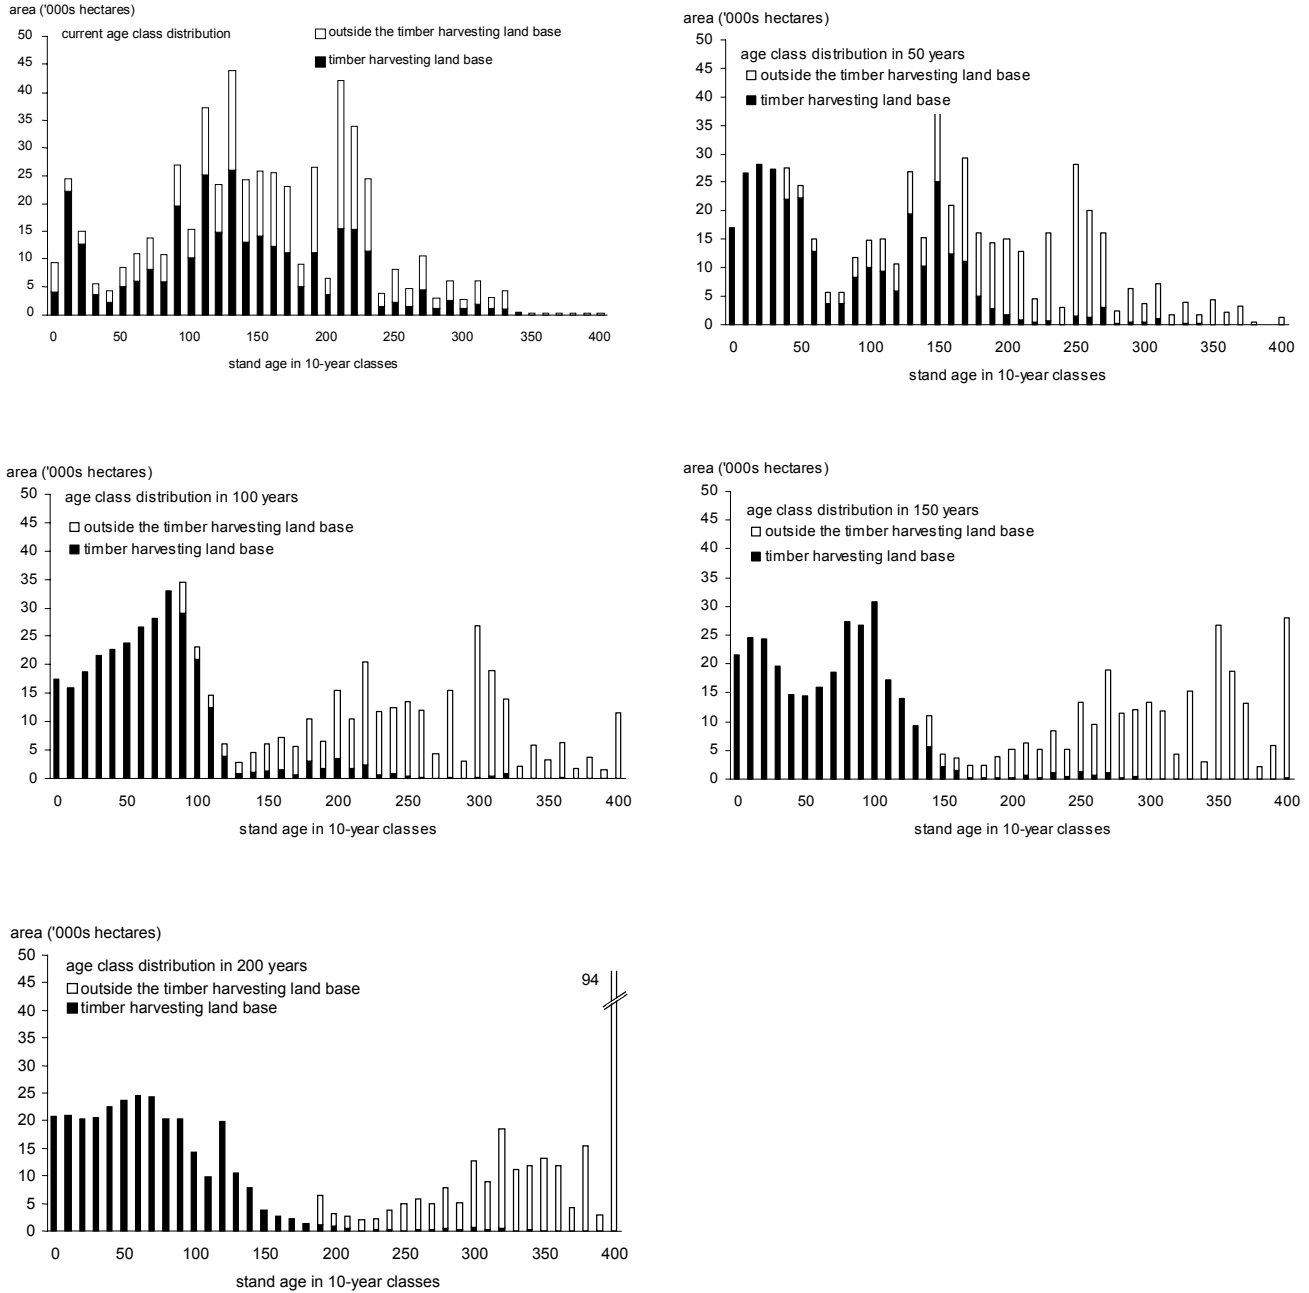 area ('000s hectares)
current age class distribution
outside the timber harvesting land base
timber harvesting land base
50
45
40
35
30
25
20
15
10
5
0
0 50 100 150 200 250 300 350 400
stand age in 10-year classes
area ('000s hectares)
age class distribution in 50 years
outside the timber harvesting land base
timber harvesting land base
50
45
40
35
30
25
20
15
10
5
0
0 50 100 150 200 250 300 350 400
stand age in 10-year classes
area ('000s hectares)
age class distribution in 100 years
outside the timber harvesting land base
timber harvesting land base
50
45
40
35
30
25
20
15
10
5
0
0 50 100 150 200 250 300 350 400
stand age in 10-year classes
area ('000s hectares)
age class distribution in 150 years
outside the timber harvesting land base
timber harvesting land base
50
45
40
35
30
25
20
15
10
5
0
0 50 100 150 200 250 300 350 400
stand age in 10-year classes
area ('000s hectares)
age class distribution in 200 years
outside the timber harvesting land base
timber harvesting land base
94
50
45
40
35
30
25
20
15
10
5
0
0 50 100 150 200 250 300 350 400
stand age in 10-year classes